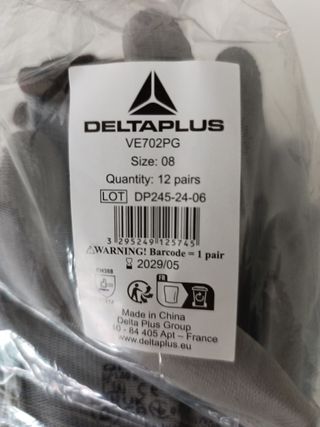 DELTAPLUS
VE702PG
Size: 08
Quantity: 12 pairs
LOT DP245-24-06
3 295249 125745
WARNING! Barcode = 1 pair
2029/05
EN388
FR
Made in China
Delta Plus Group
84 405 Apt – France
www.deltaplus.eu